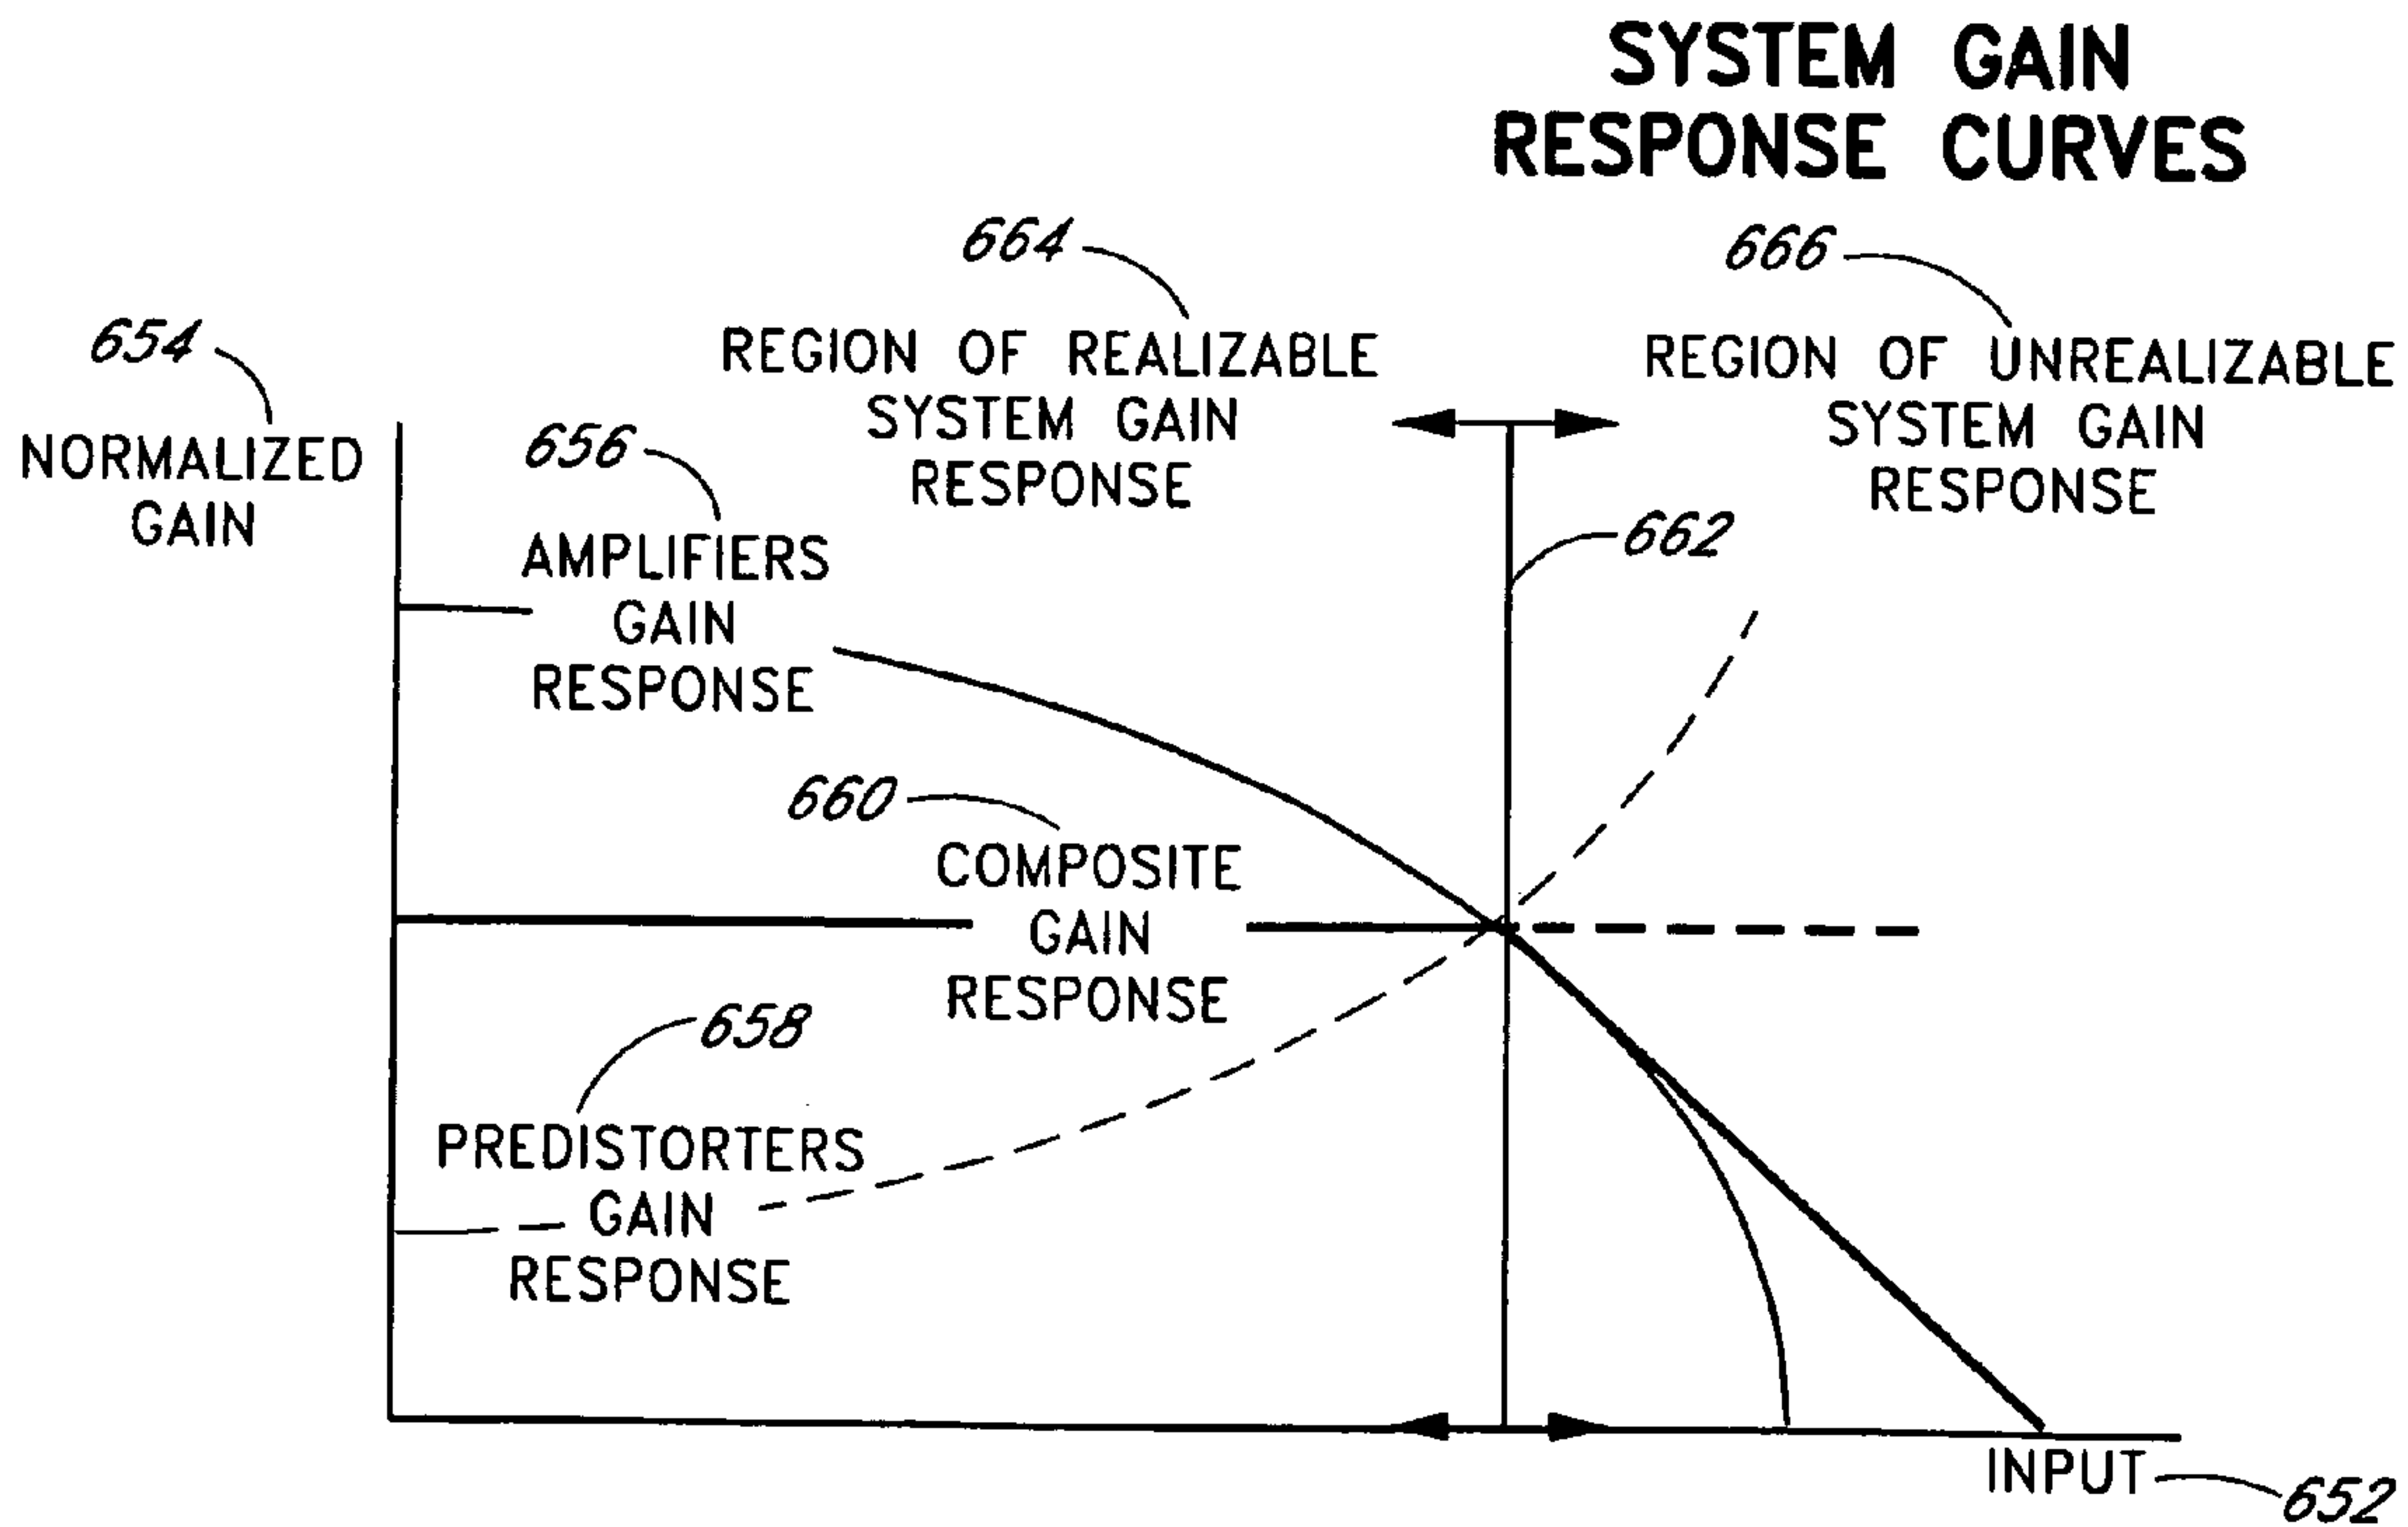 SYSTEM GAIN
RESPONSE CURVES
664
666
654
REGION OF REALIZABLE
SYSTEM GAIN
RESPONSE
REGION OF UNREALIZABLE
SYSTEM GAIN
RESPONSE
NORMALIZED
GAIN
656
662
AMPLIFIERS
GAIN
RESPONSE
660
COMPOSITE
GAIN
RESPONSE
658
PREDISTORTERS
GAIN
RESPONSE
INPUT
652